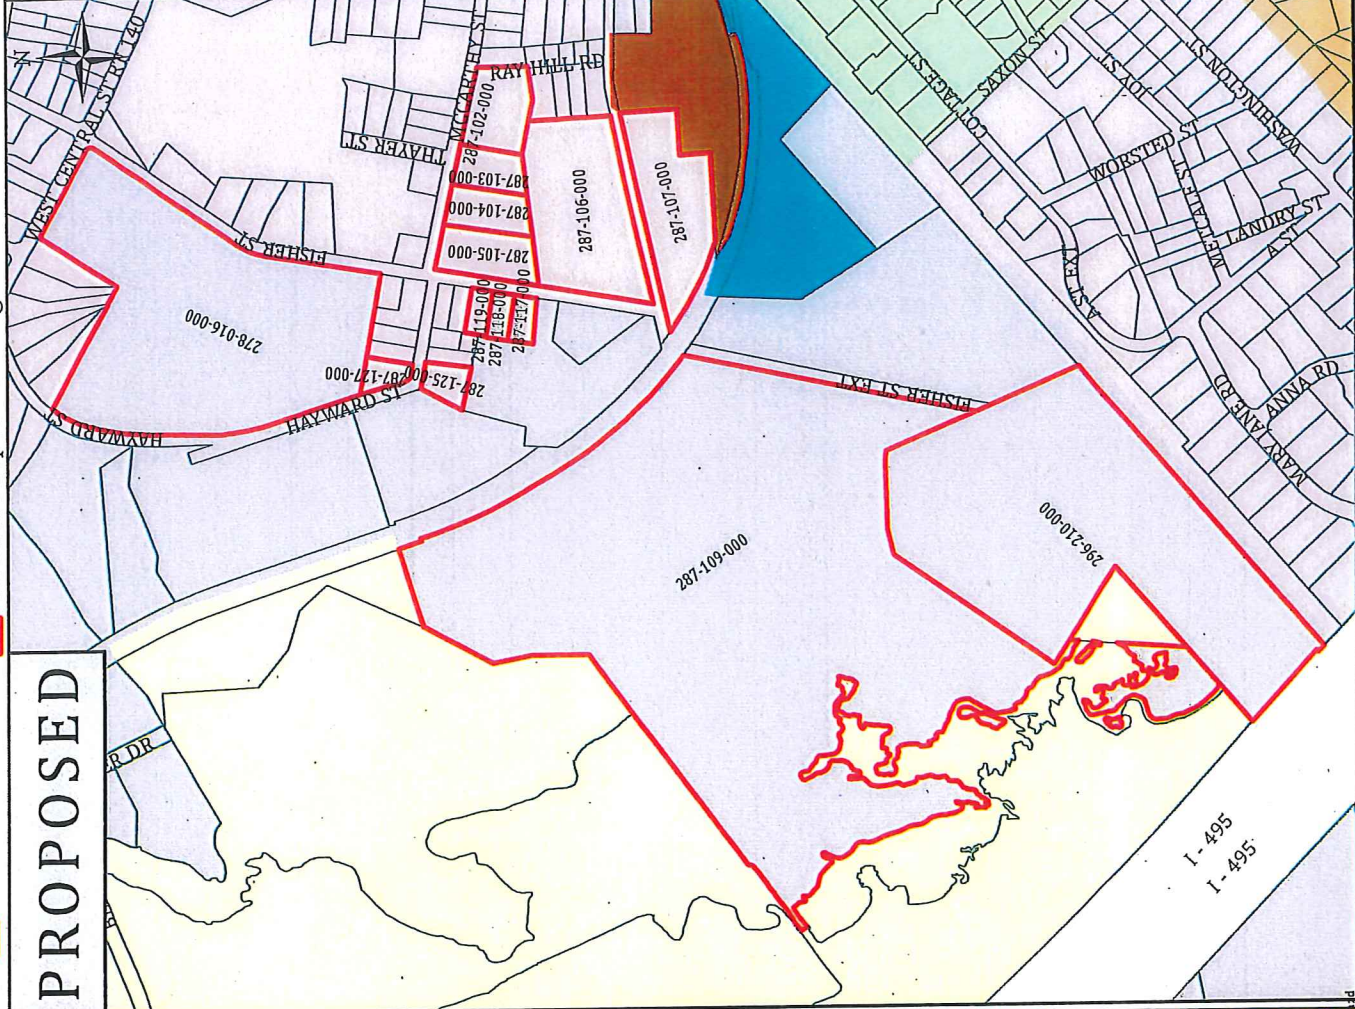 PROPOSED
N
WEST CENTRAL ST RT 140
MCCARTHY ST
RAY HILL RD
THAYER ST
287-102-000
287-103-000
287-104-000
287-105-000
287-106-000
287-107-000
FISHER ST
278-016-000
287-119-000
287-118-000
287-117-000
287-127-000
287-125-000
HAYWARD ST
HAYWARD ST
FISHER ST EXT
287-109-000
296-210-000
COTTAGE ST
SAXON ST
JOY ST
WASHINGTON ST
WORSTED ST
METCALF ST
LANDRY ST
A ST
A ST EXT
MARY JANE RD
ANNA RD
R DR
I - 495
I - 495